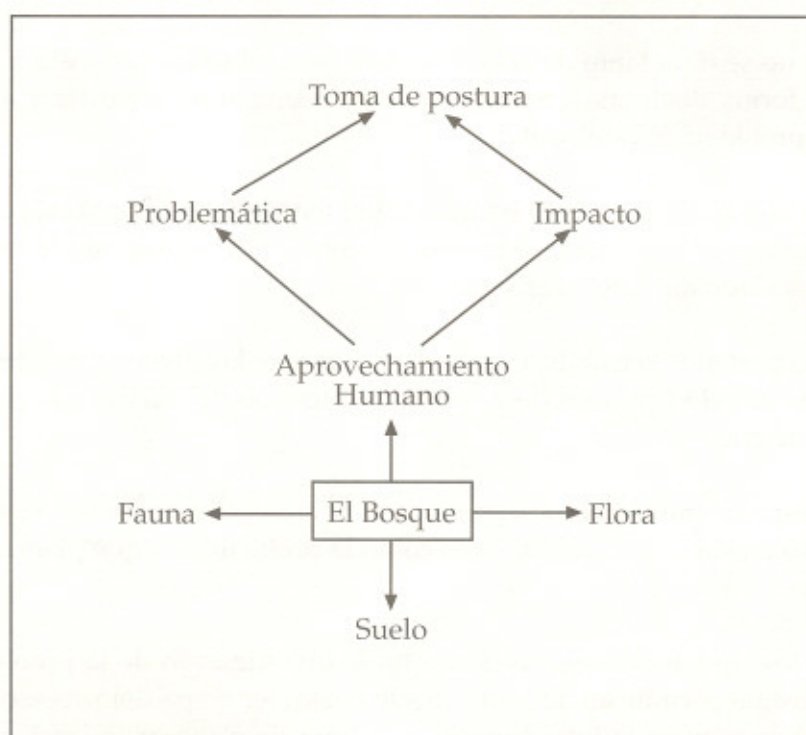 Toma de postura
Problemática Impacto
Aprovechamiento
Humano
Fauna El Bosque Flora
Suelo